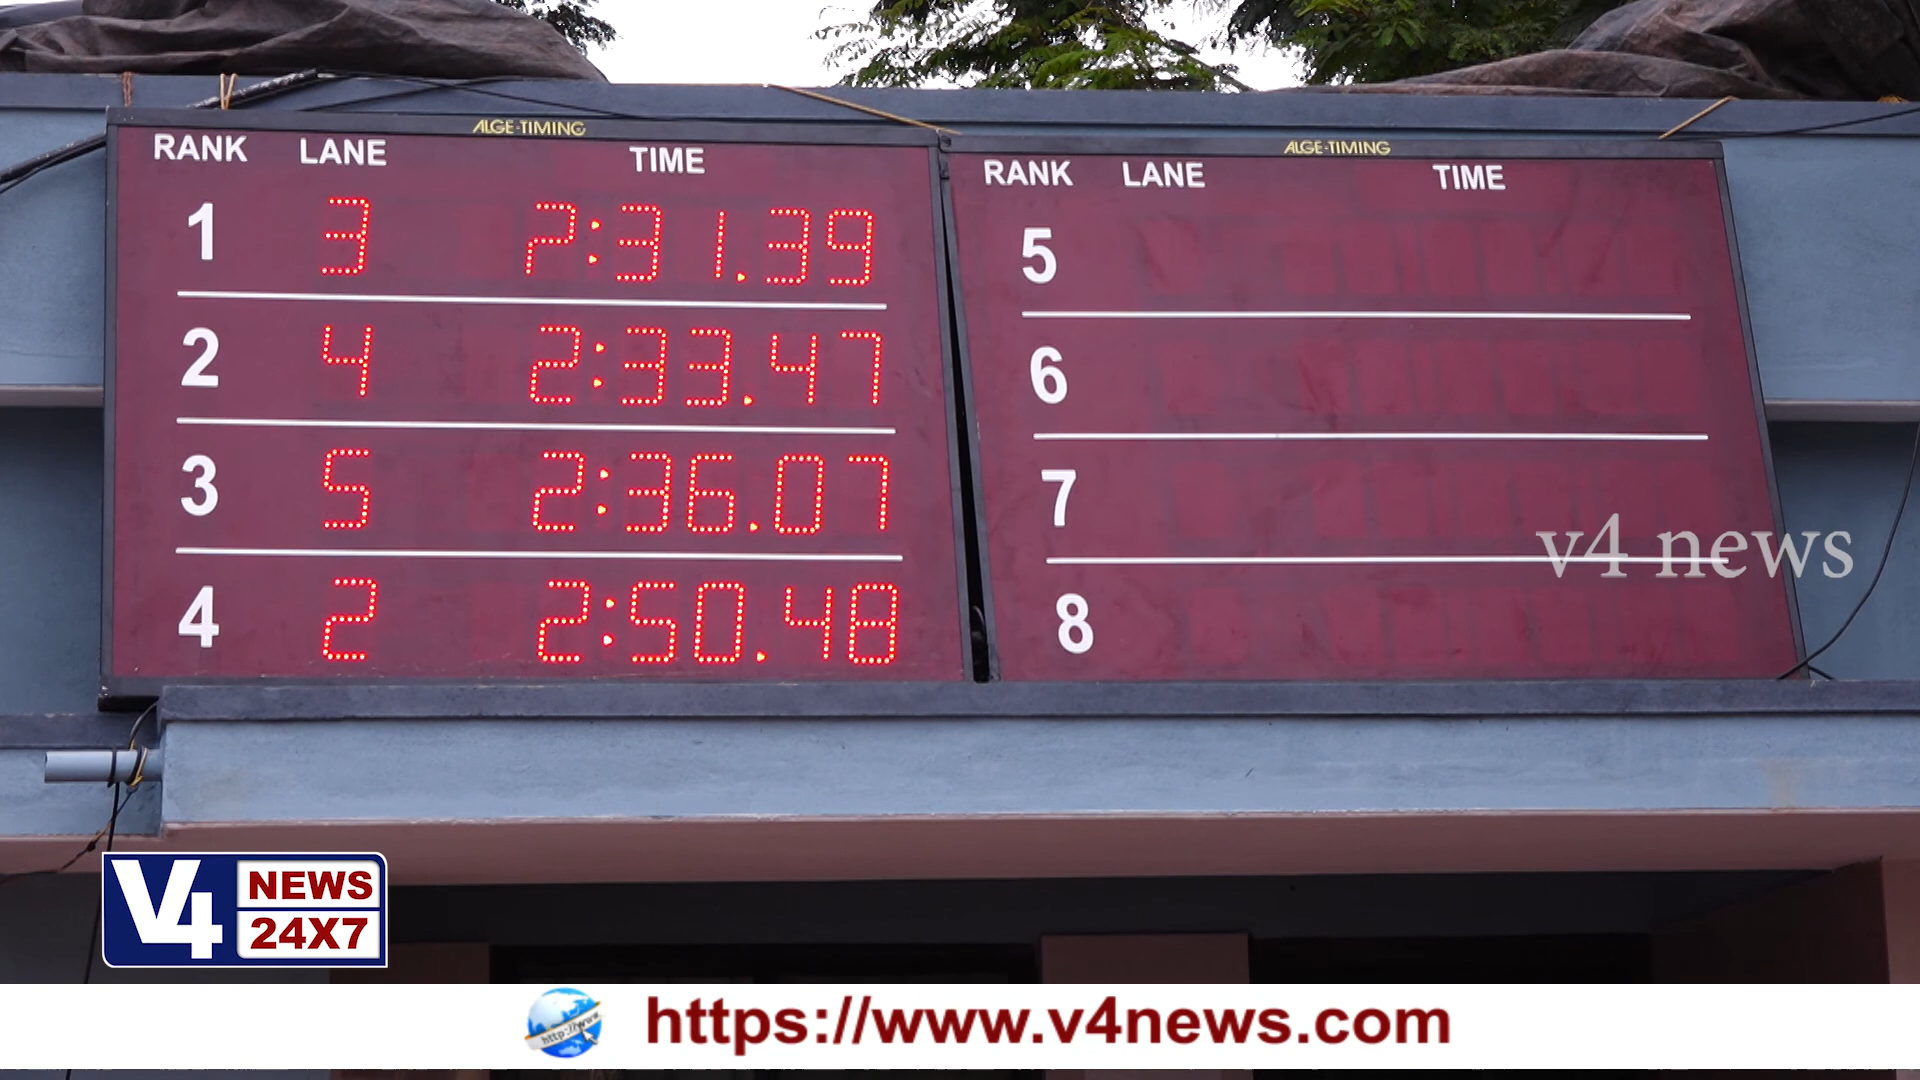 ALGE-TIMING
RANK LANE TIME
1 3 2:31.39
2 4 2:33.47
3 5 2:36.07
4 2 2:50.48
ALGE-TIMING
RANK LANE TIME
5
6
7
8
v4 news
V4 NEWS
24X7
http://www.
https://www.v4news.com